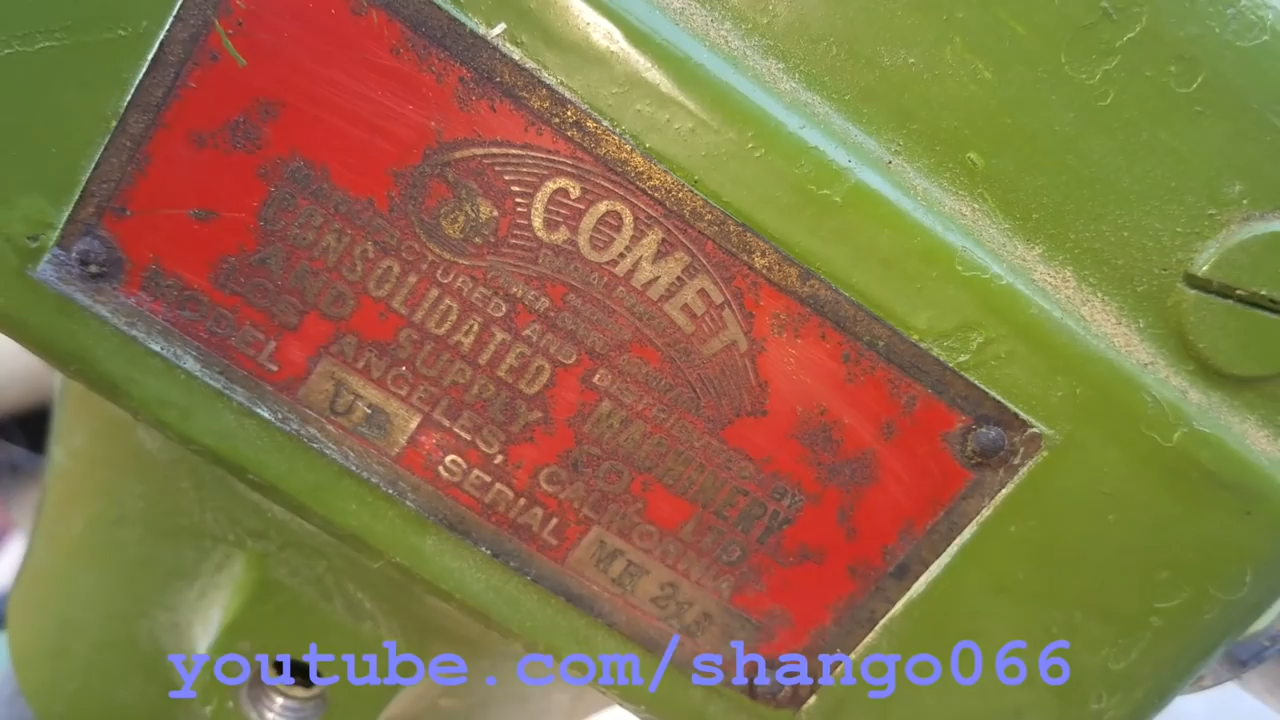 COMET
MANUFACTURED AND DISTRIBUTED BY
CONSOLIDATED MACHINERY
AND SUPPLY CO., LTD
LOS ANGELES, CALIFORNIA
MODEL SERIAL MH
youtube.com/shango066